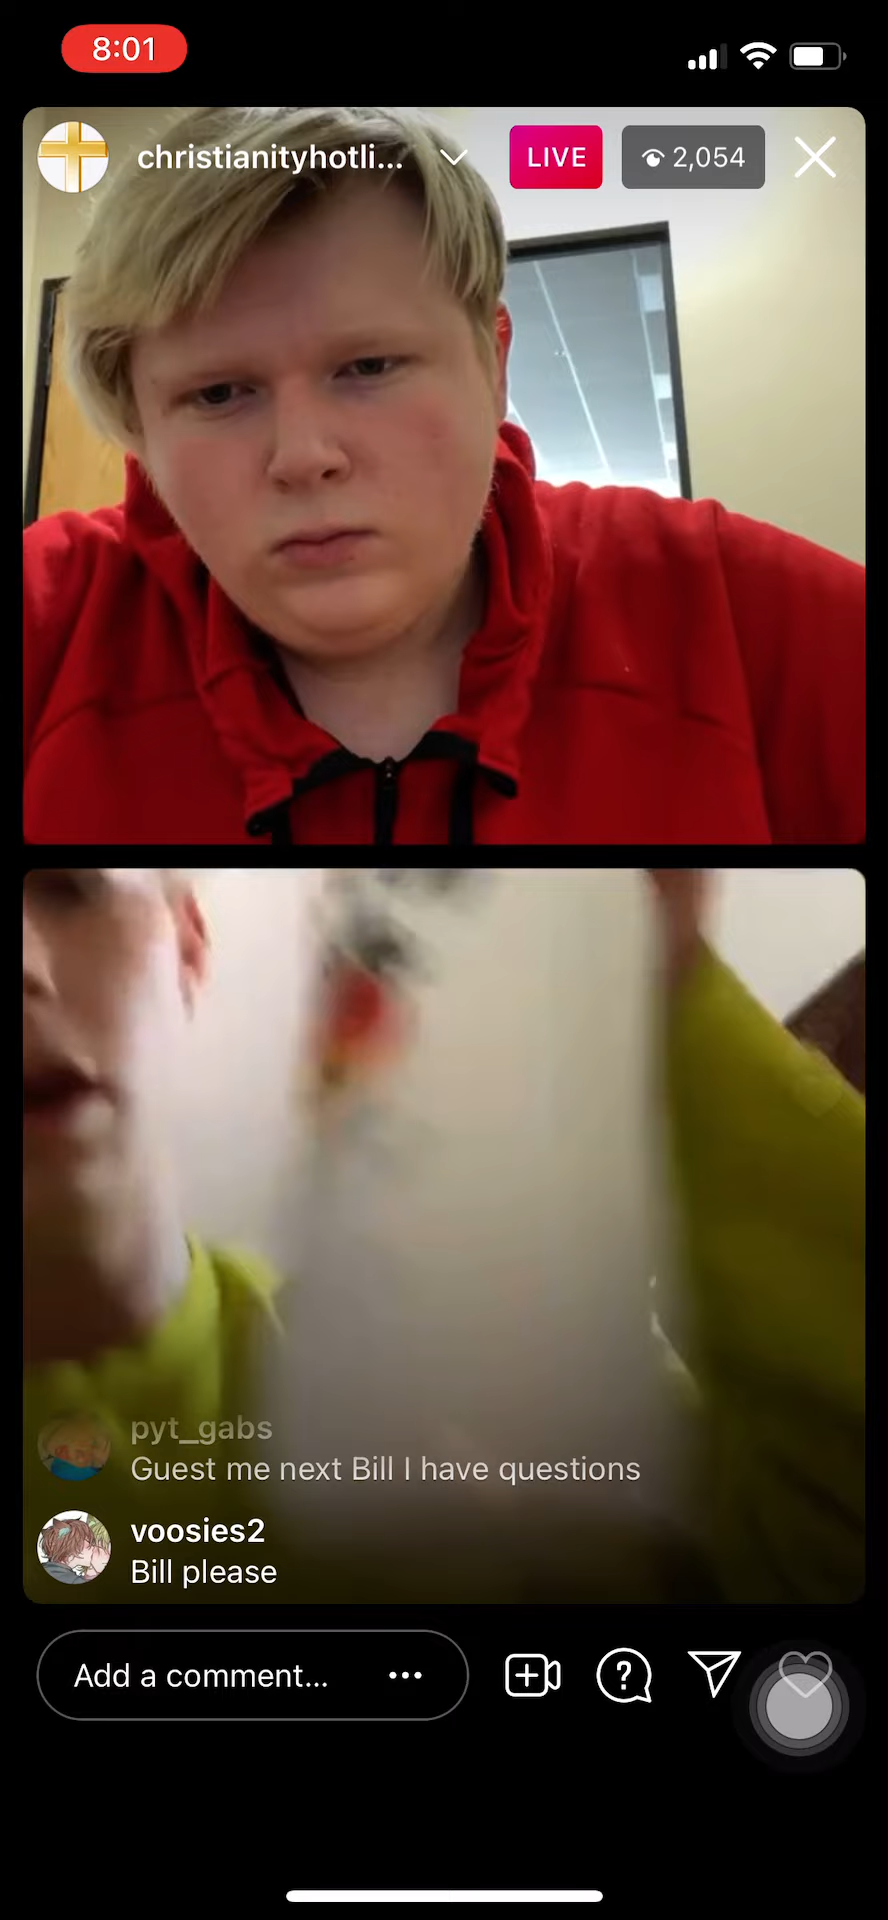 8:01
christianityhotli...
LIVE
2,054
pyt_gabs
Guest me next Bill I have questions
voosies2
Bill please
Add a comment...